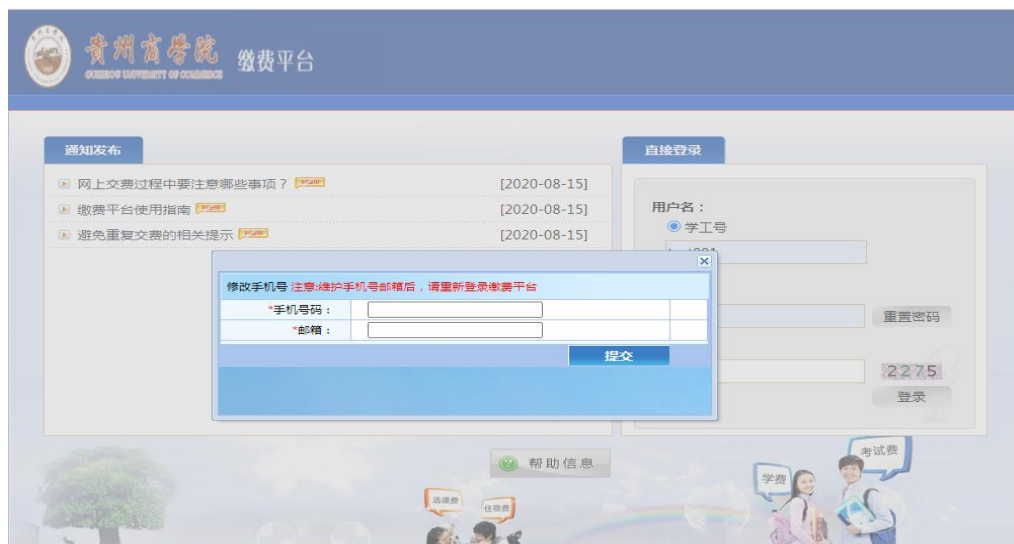 貴州商學院 缴费平台
GUIZHOU UNIVERSITY OF COMMERCE
通知发布
网上交费过程中要注意哪些事项？ [2020-08-15]
缴费平台使用指南 [2020-08-15]
避免重复交费的相关提示 [2020-08-15]
直接登录
用户名：
学工号
修改手机号 注意:维护手机号邮箱后，请重新登录缴费平台
*手机号码：
*邮箱：
提交
重置密码
2275
登录
帮助信息
选课费
住宿费
学费
考试费